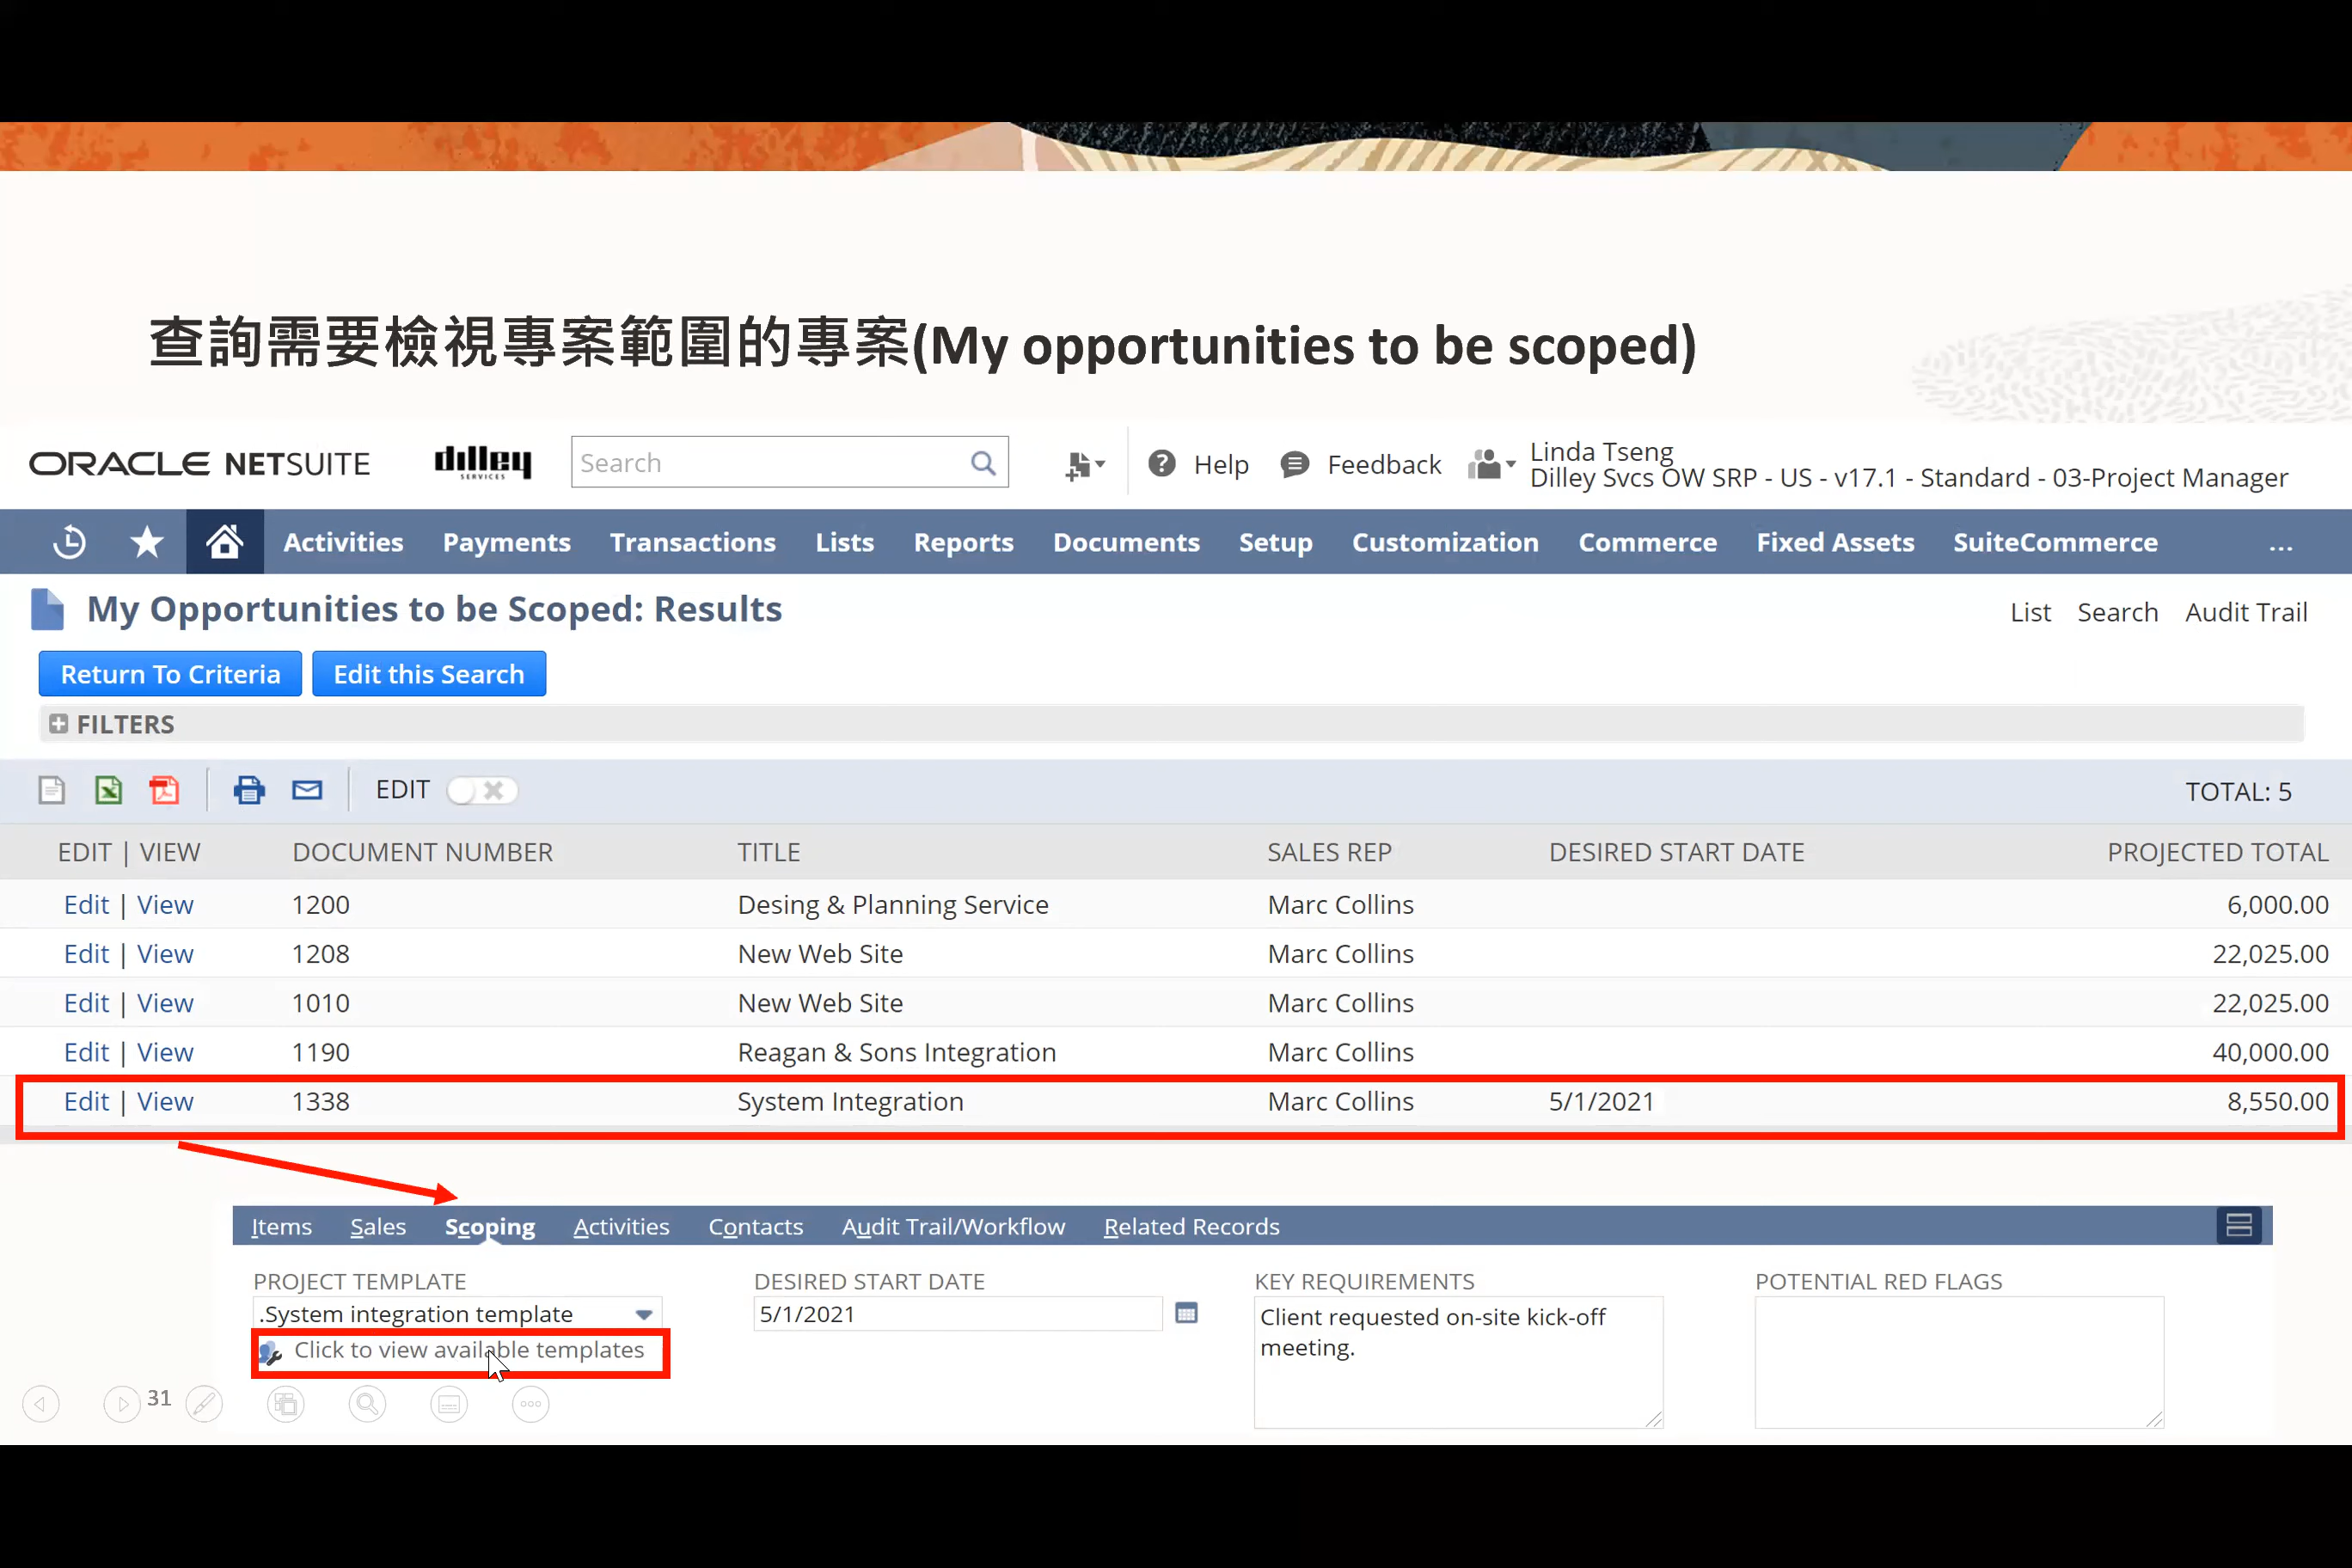 查詢需要檢視專案範圍的專案(My opportunities to be scoped)
ORACLE NETSUITE dilley SERVICES Search Help Feedback Linda Tseng
Dilley Svcs OW SRP - US - v17.1 - Standard - 03-Project Manager
Activities Payments Transactions Lists Reports Documents Setup Customization Commerce Fixed Assets SuiteCommerce ...
My Opportunities to be Scoped: Results List Search Audit Trail
Return To Criteria Edit this Search
FILTERS
EDIT TOTAL: 5
EDIT | VIEW DOCUMENT NUMBER TITLE SALES REP DESIRED START DATE PROJECTED TOTAL
Edit | View 1200 Desing & Planning Service Marc Collins 6,000.00
Edit | View 1208 New Web Site Marc Collins 22,025.00
Edit | View 1010 New Web Site Marc Collins 22,025.00
Edit | View 1190 Reagan & Sons Integration Marc Collins 40,000.00
Edit | View 1338 System Integration Marc Collins 5/1/2021 8,550.00
Items Sales Scoping Activities Contacts Audit Trail/Workflow Related Records
PROJECT TEMPLATE DESIRED START DATE KEY REQUIREMENTS POTENTIAL RED FLAGS
.System integration template 5/1/2021 Client requested on-site kick-off
Click to view available templates meeting.
31